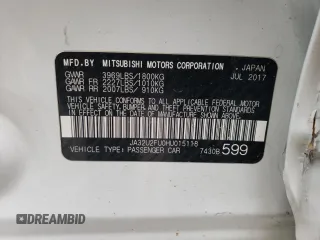 MFD.BY MITSUBISHI MOTORS CORPORATION JAPAN
GVWR 3969LBS/1800KG JUL 2017
GAWR FR 2227LBS/1010KG
GAWR RR 2007LBS/ 910KG
THIS VEHICLE CONFORMS TO ALL APPLICABLE
FEDERAL MOTOR VEHICLE SAFETY BUMPER
AND THEFT PREVENTION STANDARDS IN EFFECT
ON THE DATE OF MANUFACTURE SHOWN ABOVE.
JA32U2FU0HU015116
VEHICLE TYPE: PASSENGER CAR 74308 599
DREAMBID